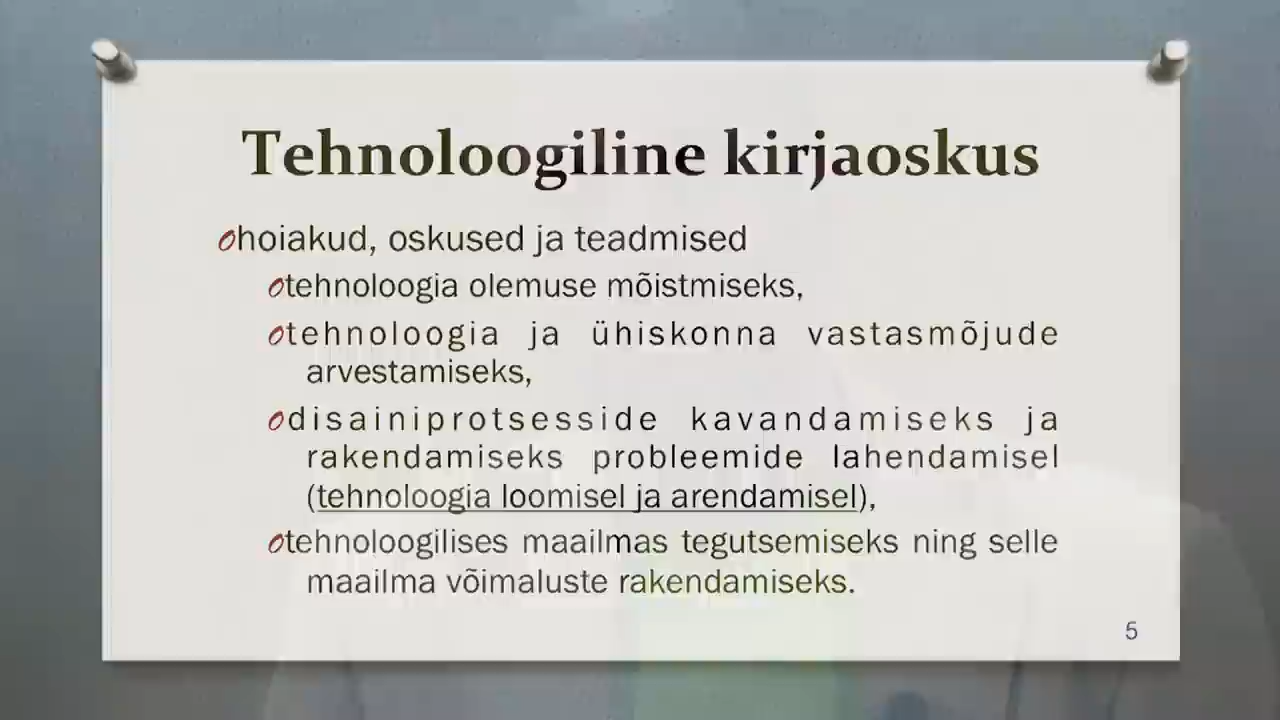 Tehnoloogiline kirjaoskus
hoiakud, oskused ja teadmised
tehnoloogia olemuse mõistmiseks,
tehnoloogia ja ühiskonna vastasmõjude
arvestamiseks,
disainiprotsesside kavandamiseks ja
rakendamiseks probleemide lahendamisel
(tehnoloogia loomisel ja arendamisel),
tehnoloogilises maailmas tegutsemiseks ning selle
maailma võimaluste rakendamiseks.
5